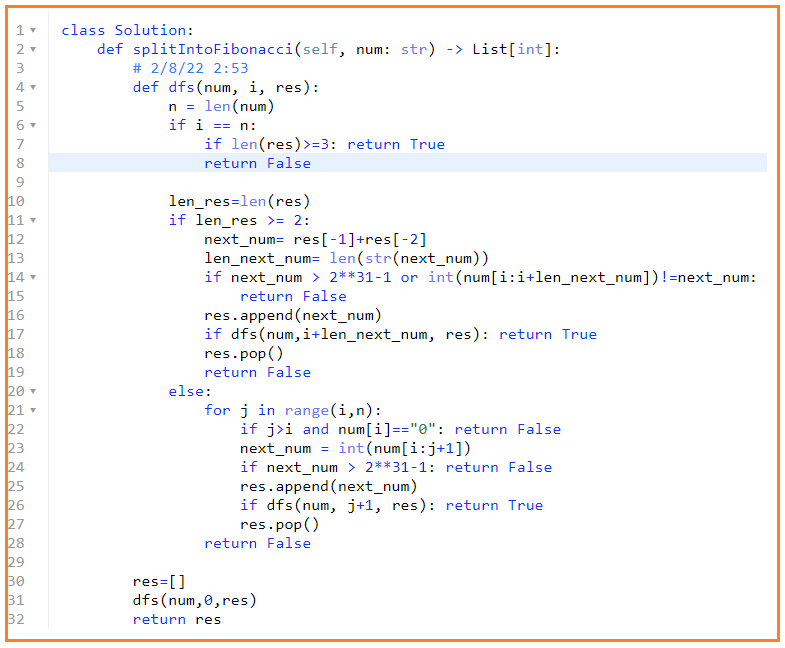 1 class Solution:
2     def splitIntoFibonacci(self, num: str) -> List[int]:
3         # 2/8/22 2:53
4         def dfs(num, i, res):
5             n = len(num)
6             if i == n:
7                 if len(res)>=3: return True
8                 return False
9
10             len_res=len(res)
11             if len_res >= 2:
12                 next_num= res[-1]+res[-2]
13                 len_next_num= len(str(next_num))
14                 if next_num > 2**31-1 or int(num[i:i+len_next_num])!=next_num:
15                     return False
16                 res.append(next_num)
17                 if dfs(num,i+len_next_num, res): return True
18                 res.pop()
19                 return False
20             else:
21                 for j in range(i,n):
22                     if j>i and num[i]=="0": return False
23                     next_num = int(num[i:j+1])
24                     if next_num > 2**31-1: return False
25                     res.append(next_num)
26                     if dfs(num, j+1, res): return True
27                     res.pop()
28                 return False
29
30         res=[]
31         dfs(num,0,res)
32         return res